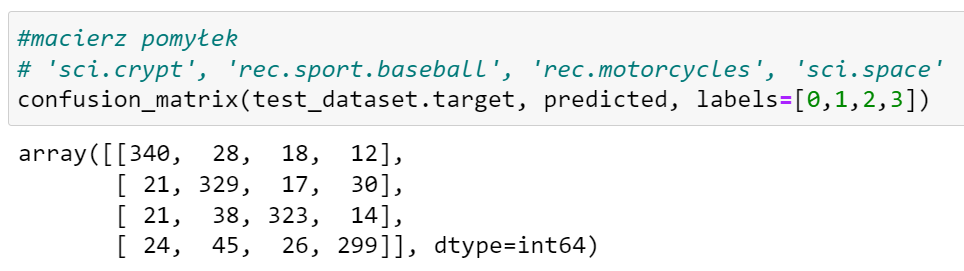 #macierz pomyłek
# 'sci.crypt', 'rec.sport.baseball', 'rec.motorcycles', 'sci.space'
confusion_matrix(test_dataset.target, predicted, labels=[0,1,2,3])
array([[340,  28,  18,  12],
       [ 21, 329,  17,  30],
       [ 21,  38, 323,  14],
       [ 24,  45,  26, 299]], dtype=int64)